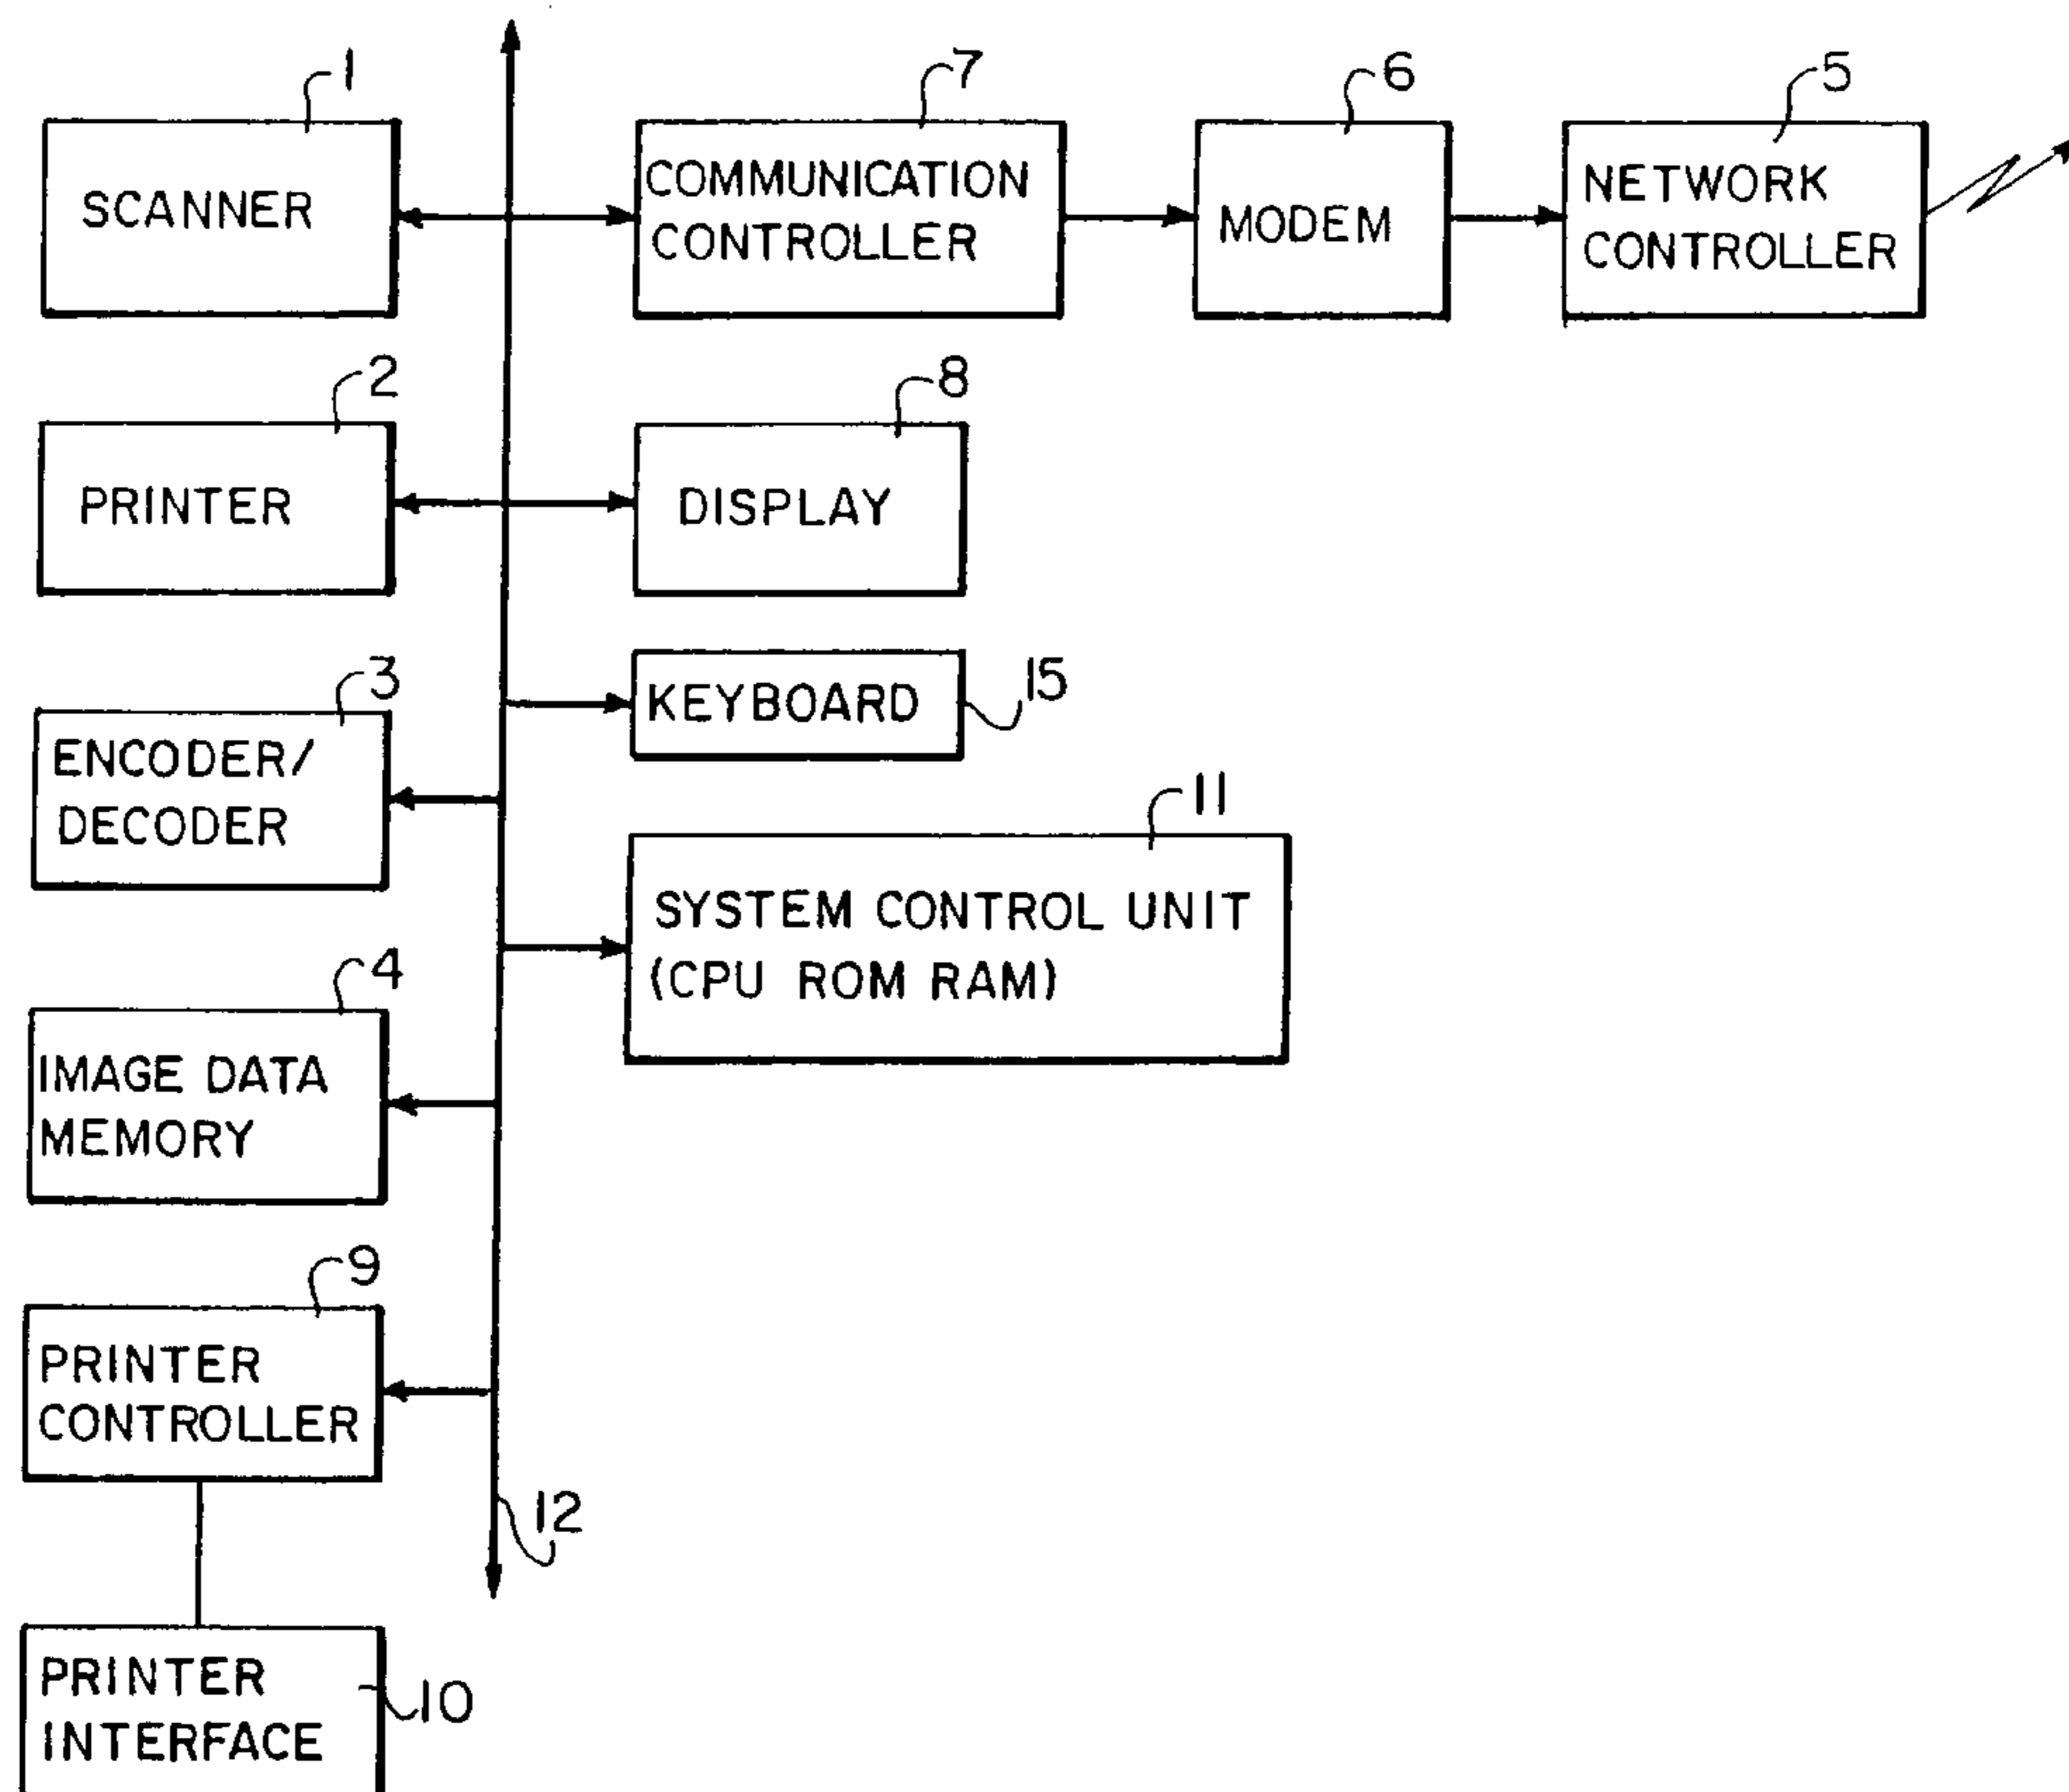 1
SCANNER
7
COMMUNICATION
CONTROLLER
6
MODEM
5
NETWORK
CONTROLLER
2
PRINTER
8
DISPLAY
KEYBOARD
15
3
ENCODER/
DECODER
11
SYSTEM CONTROL UNIT
(CPU ROM RAM)
4
IMAGE DATA
MEMORY
9
PRINTER
CONTROLLER
12
PRINTER
INTERFACE
10